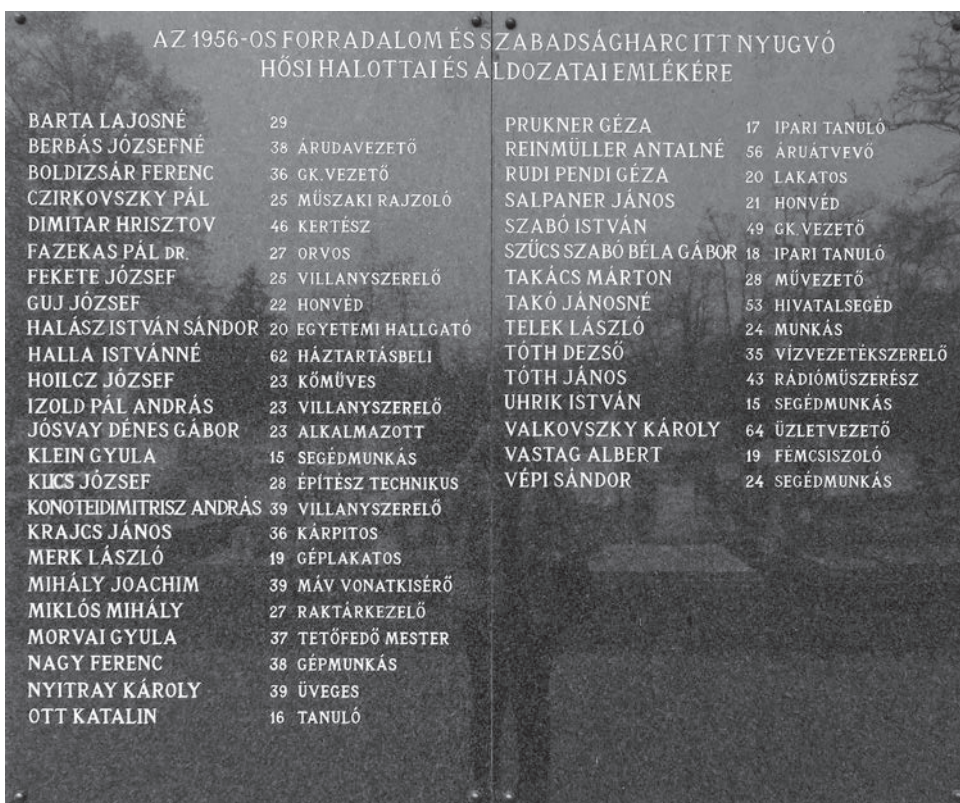 AZ 1956-OS FORRADALOM ÉS SZABADSÁGHARC ITT NYUGVÓ
HŐSI HALOTTAI ÉS ÁLDOZATAI EMLÉKÉRE
BARTA LAJOSNÉ 29
BERBÁS JÓZSEFNÉ 38 ÁRUDAVEZETŐ
BOLDIZSÁR FERENC 36 GK.VEZETŐ
CZIRKOVSZKY PÁL 25 MŰSZAKI RAJZOLÓ
DIMITAR HRISZTOV 46 KERTÉSZ
FAZEKAS PÁL DR. 27 ORVOS
FEKETE JÓZSEF 25 VILLANYSZERELŐ
GUJ JÓZSEF 22 HONVÉD
HALÁSZ ISTVÁN SÁNDOR 20 EGYETEMI HALLGATÓ
HALLA ISTVÁNNÉ 62 HÁZTARTÁSBELI
HOILCZ JÓZSEF 23 KŐMŰVES
IZOLD PÁL ANDRÁS 23 VILLANYSZERELŐ
JÓSVAY DÉNES GÁBOR 23 ALKALMAZOTT
KLEIN GYULA 15 SEGÉDMUNKÁS
KLICS JÓZSEF 28 ÉPÍTÉSZ TECHNIKUS
KONOTEIDIMITRISZ ANDRÁS 39 VILLANYSZERELŐ
KRAJCS JÁNOS 36 KÁRPITOS
MERK LÁSZLÓ 19 GÉPLAKATOS
MIHÁLY JOACHIM 39 MÁV VONATKISÉRŐ
MIKLÓS MIHÁLY 27 RAKTÁRKEZELŐ
MORVAI GYULA 37 TETŐFEDŐ MESTER
NAGY FERENC 38 GÉPMUNKÁS
NYITRAY KÁROLY 39 ÜVEGES
OTT KATALIN 16 TANULÓ
PRUKNER GÉZA 17 IPARI TANULÓ
REINMÜLLER ANTALNÉ 56 ÁRUÁTVEVŐ
RUDI PENDI GÉZA 20 LAKATOS
SALPANER JÁNOS 21 HONVÉD
SZABÓ ISTVÁN 49 GK.VEZETŐ
SZŰCS SZABÓ BÉLA GÁBOR 18 IPARI TANULÓ
TAKÁCS MÁRTON 28 MŰVEZETŐ
TAKÓ JÁNOSNÉ 53 HIVATALSEGÉD
TELEK LÁSZLÓ 24 MUNKÁS
TÓTH DEZSŐ 35 VÍZVEZETÉKSZERELŐ
TÓTH JÁNOS 43 RÁDIÓMŰSZERÉSZ
UHRIK ISTVÁN 15 SEGÉDMUNKÁS
VALKOVSZKY KÁROLY 64 ÜZLETVEZETŐ
VASTAG ALBERT 19 FÉMCSISZOLÓ
VÉPI SÁNDOR 24 SEGÉDMUNKÁS